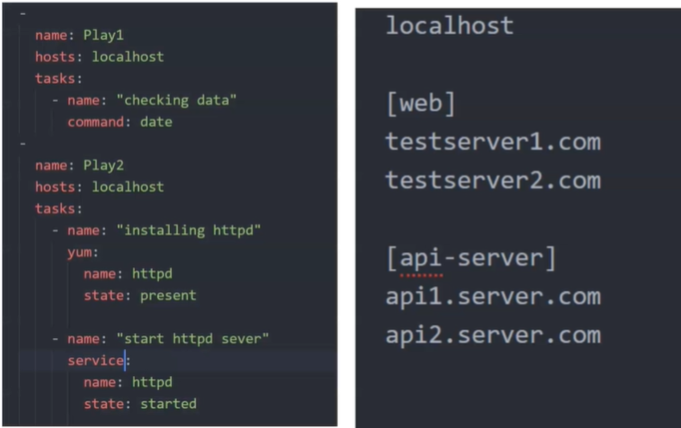 -
name: Play1
hosts: localhost
tasks:
- name: "checking data"
command: date
-
name: Play2
hosts: localhost
tasks:
- name: "installing httpd"
yum:
name: httpd
state: present
- name: "start httpd sever"
service:
name: httpd
state: started
localhost
[web]
testserver1.com
testserver2.com
[api-server]
api1.server.com
api2.server.com